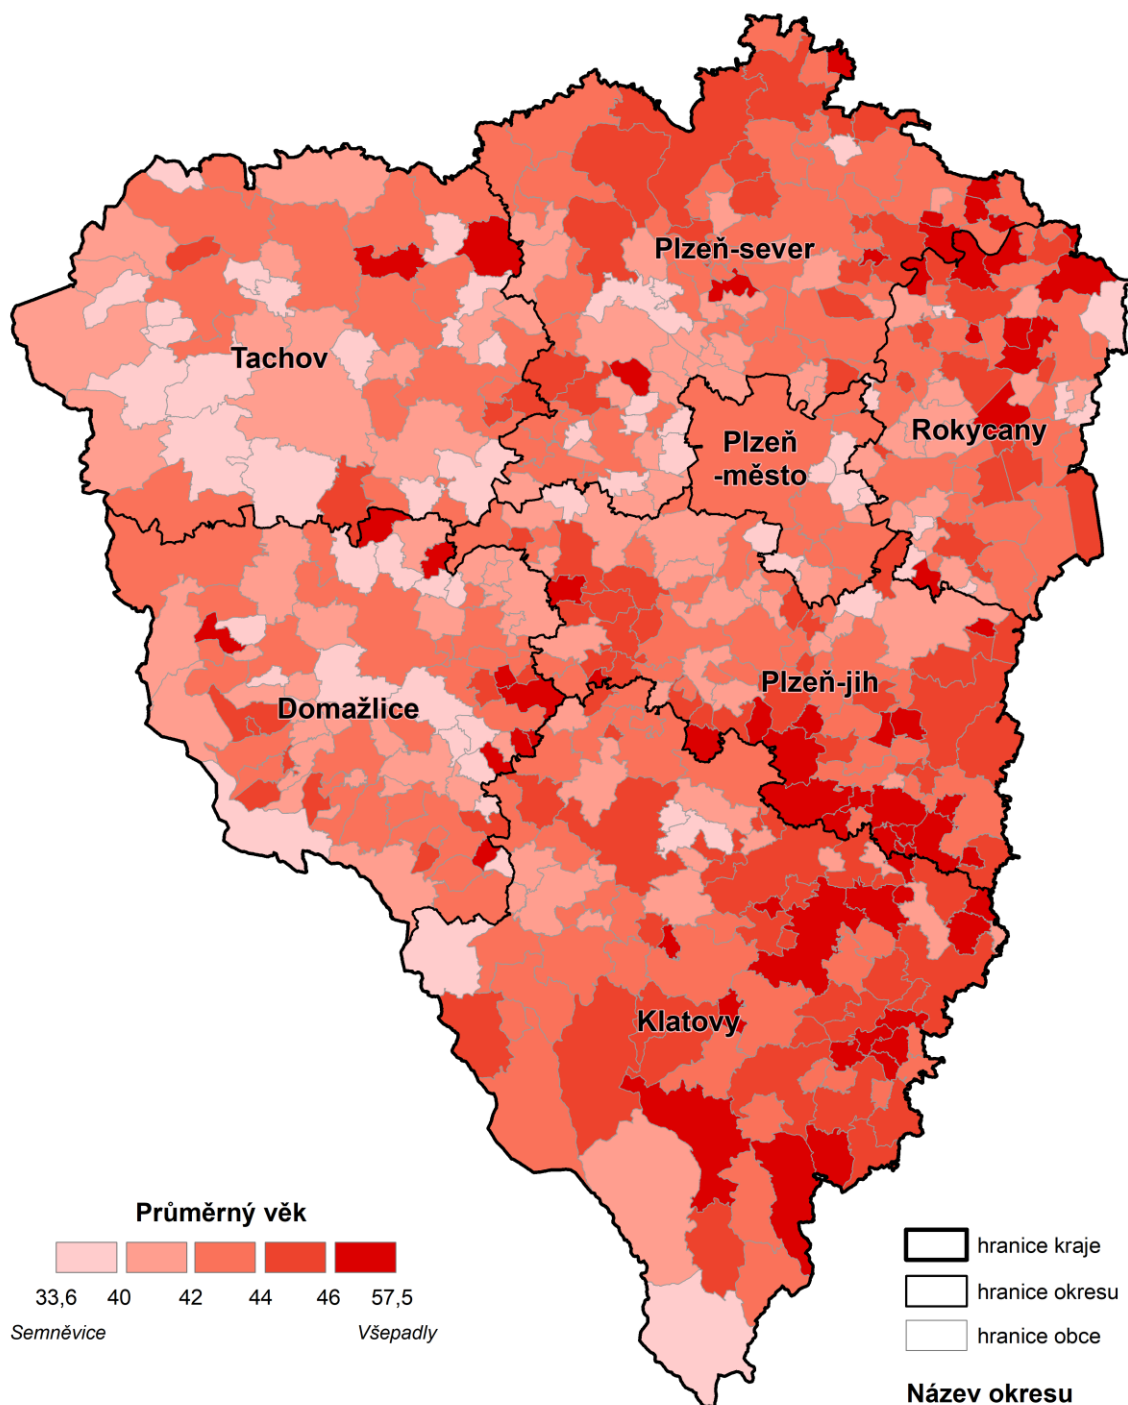 Plzeň-sever
Tachov
Plzeň
-město
Rokycany
Domažlice
Plzeň-jih
Klatovy
Průměrný věk
33,6 40 42 44 46 57,5
Semněvice Všepadly
hranice kraje
hranice okresu
hranice obce
Název okresu